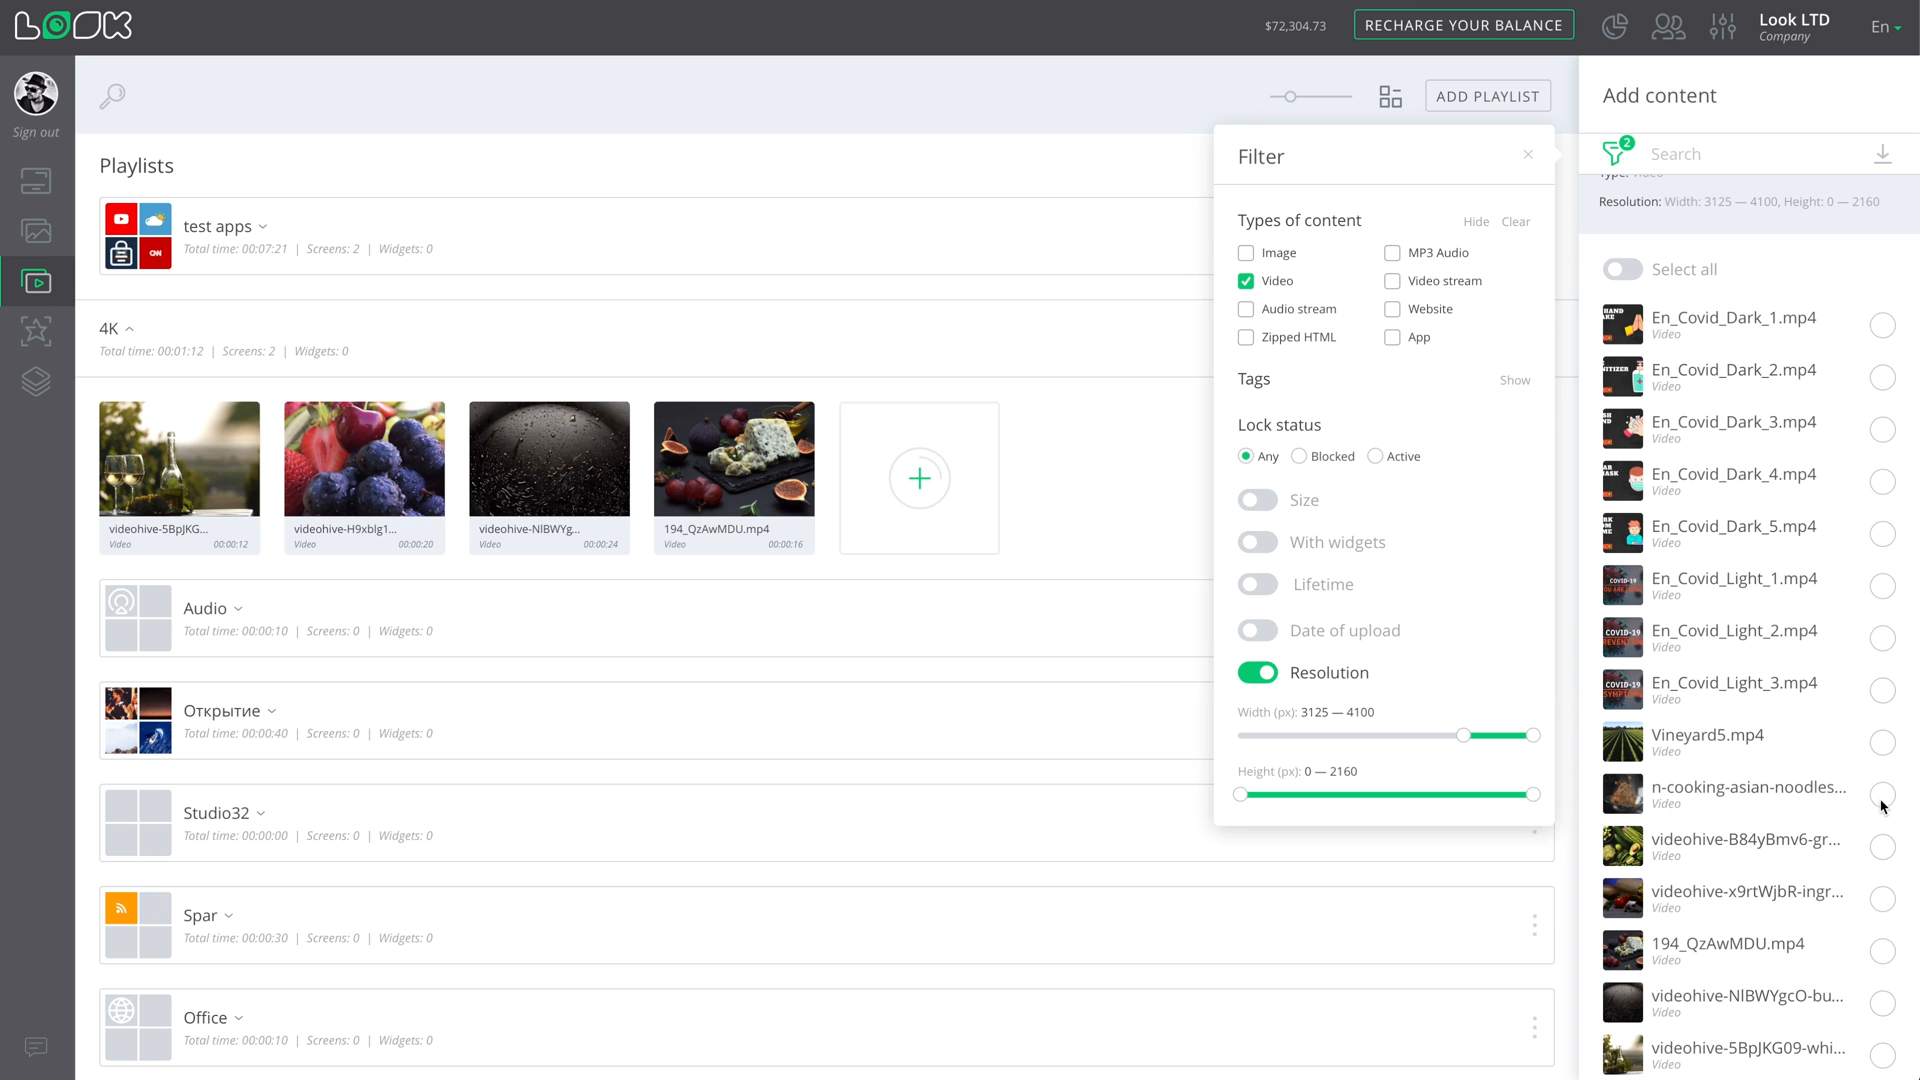 LOOK
$72,304.73
RECHARGE YOUR BALANCE
Look LTD
Company
En
Sign out
ADD PLAYLIST
Playlists
test apps
Total time: 00:07:21 | Screens: 2 | Widgets: 0
4K
Total time: 00:01:12 | Screens: 2 | Widgets: 0
videohive-5BpJKG...
Video 00:00:12
videohive-H9xblg1...
Video 00:00:20
videohive-NlBWYg...
Video 00:00:24
194_QzAwMDU.mp4
Video 00:00:16
Audio
Total time: 00:00:10 | Screens: 0 | Widgets: 0
Открытие
Total time: 00:00:40 | Screens: 0 | Widgets: 0
Studio32
Total time: 00:00:00 | Screens: 0 | Widgets: 0
Spar
Total time: 00:00:30 | Screens: 0 | Widgets: 0
Office
Total time: 00:00:10 | Screens: 0 | Widgets: 0
Filter
Types of content Hide Clear
Image MP3 Audio
Video Video stream
Audio stream Website
Zipped HTML App
Tags Show
Lock status
Any Blocked Active
Size
With widgets
Lifetime
Date of upload
Resolution
Width (px): 3125 — 4100
Height (px): 0 — 2160
Add content
2
Search
Type: Video
Resolution: Width: 3125 — 4100, Height: 0 — 2160
Select all
En_Covid_Dark_1.mp4
Video
En_Covid_Dark_2.mp4
Video
En_Covid_Dark_3.mp4
Video
En_Covid_Dark_4.mp4
Video
En_Covid_Dark_5.mp4
Video
En_Covid_Light_1.mp4
Video
En_Covid_Light_2.mp4
Video
En_Covid_Light_3.mp4
Video
Vineyard5.mp4
Video
n-cooking-asian-noodles...
Video
videohive-B84yBmv6-gr...
Video
videohive-x9rtWjbR-ingr...
Video
194_QzAwMDU.mp4
Video
videohive-NlBWYgcO-bu...
Video
videohive-5BpJKG09-whi...
Video